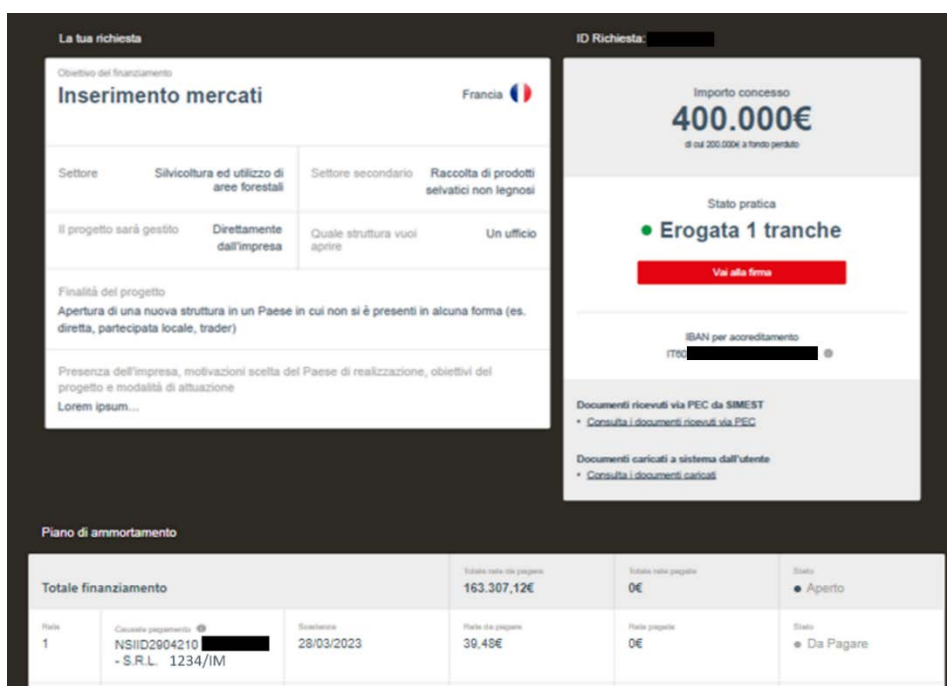 La tua richiesta
ID Richiesta:
Obiettivo del finanziamento
Inserimento mercati
Francia
Importo concesso
400.000€
di cui 200.000€ a fondo perduto
Settore
Silvicoltura ed utilizzo di
aree forestali
Settore secondario
Raccolta di prodotti
selvatici non legnosi
Stato pratica
Erogata 1 tranche
Il progetto sarà gestito
Direttamente
dall'impresa
Quale struttura vuoi
aprire
Un ufficio
Vai alla firma
Finalità del progetto
Apertura di una nuova struttura in un Paese in cui non si è presenti in alcuna forma (es.
diretta, partecipata locale, trader)
IBAN per accreditamento
IT60
Presenza dell'impresa, motivazioni scelta del Paese di realizzazione, obiettivi del
progetto e modalità di attuazione
Lorem ipsum...
Documenti ricevuti via PEC da SIMEST
• Consulta i documenti ricevuti via PEC
Documenti caricati a sistema dall'utente
• Consulta i documenti caricati
Piano di ammortamento
Totale finanziamento
Totale rate da pagare
163.307,12€
Totale rate pagate
0€
Stato
Aperto
Rata
1
Causale pagamento
NSIID2904210
- S.R.L. 1234/IM
Scadenza
28/03/2023
Rata da pagare
39,48€
Rata pagata
0€
Stato
Da Pagare